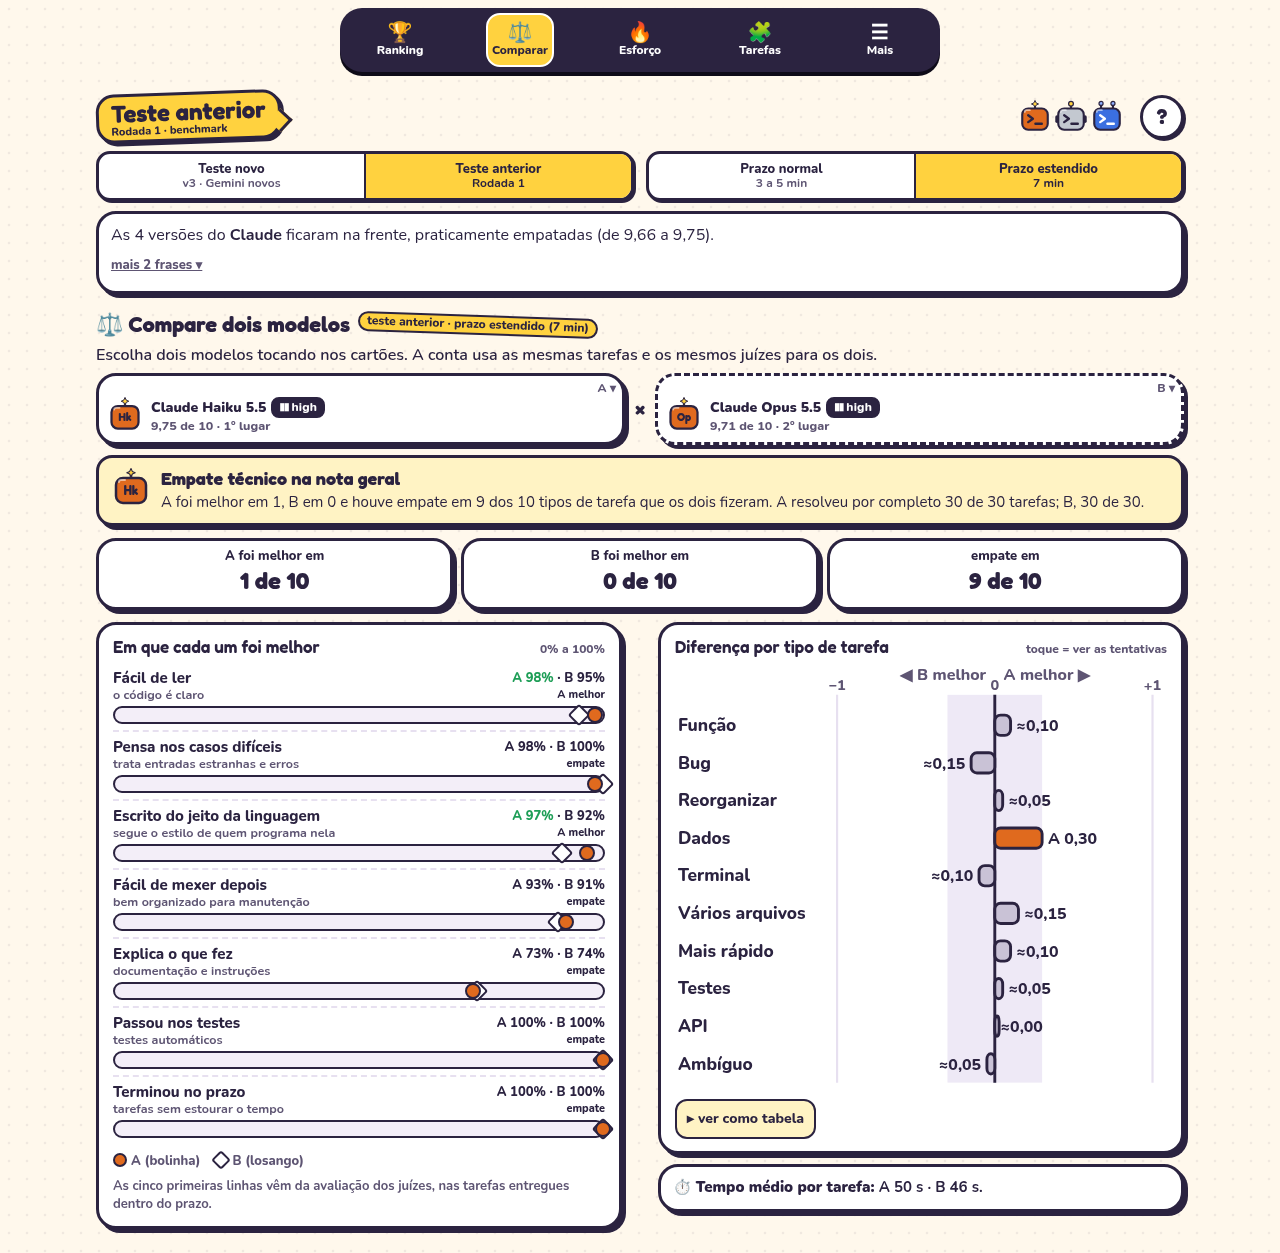 Ranking
Comparar
Esforço
Tarefas
Mais
Teste anterior
Rodada 1 · benchmark
?
Teste novo
v3 · Gemini novos
Teste anterior
Rodada 1
Prazo normal
3 a 5 min
Prazo estendido
7 min
As 4 versões do Claude ficaram na frente, praticamente empatadas (de 9,66 a 9,75).
mais 2 frases ▾
Compare dois modelos
teste anterior · prazo estendido (7 min)
Escolha dois modelos tocando nos cartões. A conta usa as mesmas tarefas e os mesmos juízes para os dois.
A ▾
Hk
Claude Haiku 5.5 high
9,75 de 10 · 1º lugar
×
B ▾
Op
Claude Opus 5.5 high
9,71 de 10 · 2º lugar
Hk
Empate técnico na nota geral
A foi melhor em 1, B em 0 e houve empate em 9 dos 10 tipos de tarefa que os dois fizeram. A resolveu por completo 30 de 30 tarefas; B, 30 de 30.
A foi melhor em
1 de 10
B foi melhor em
0 de 10
empate em
9 de 10
Em que cada um foi melhor
0% a 100%
Fácil de ler
A 98% · B 95%
o código é claro
A melhor
Pensa nos casos difíceis
A 98% · B 100%
trata entradas estranhas e erros
empate
Escrito do jeito da linguagem
A 97% · B 92%
segue o estilo de quem programa nela
A melhor
Fácil de mexer depois
A 93% · B 91%
bem organizado para manutenção
empate
Explica o que fez
A 73% · B 74%
documentação e instruções
empate
Passou nos testes
A 100% · B 100%
testes automáticos
empate
Terminou no prazo
A 100% · B 100%
tarefas sem estourar o tempo
empate
A (bolinha) B (losango)
As cinco primeiras linhas vêm da avaliação dos juízes, nas tarefas entregues
dentro do prazo.
Diferença por tipo de tarefa
toque = ver as tentativas
◀ B melhor A melhor ▶
−1 0 +1
Função ≈0,10
Bug ≈0,15
Reorganizar ≈0,05
Dados A 0,30
Terminal ≈0,10
Vários arquivos ≈0,15
Mais rápido ≈0,10
Testes ≈0,05
API ≈0,00
Ambíguo ≈0,05
▸ ver como tabela
Tempo médio por tarefa: A 50 s · B 46 s.